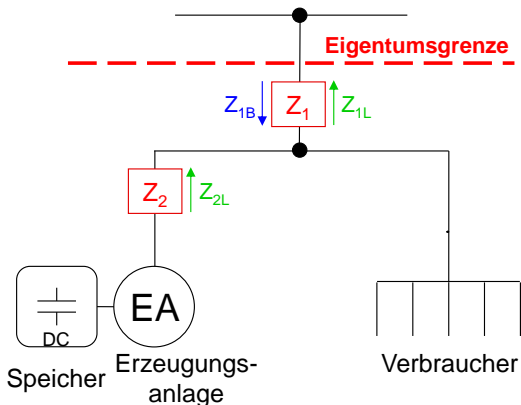 Eigentumsgrenze
Z1B
Z1
Z1L
Z2
Z2L
EA
DC
Speicher
Erzeugungs-
anlage
Verbraucher